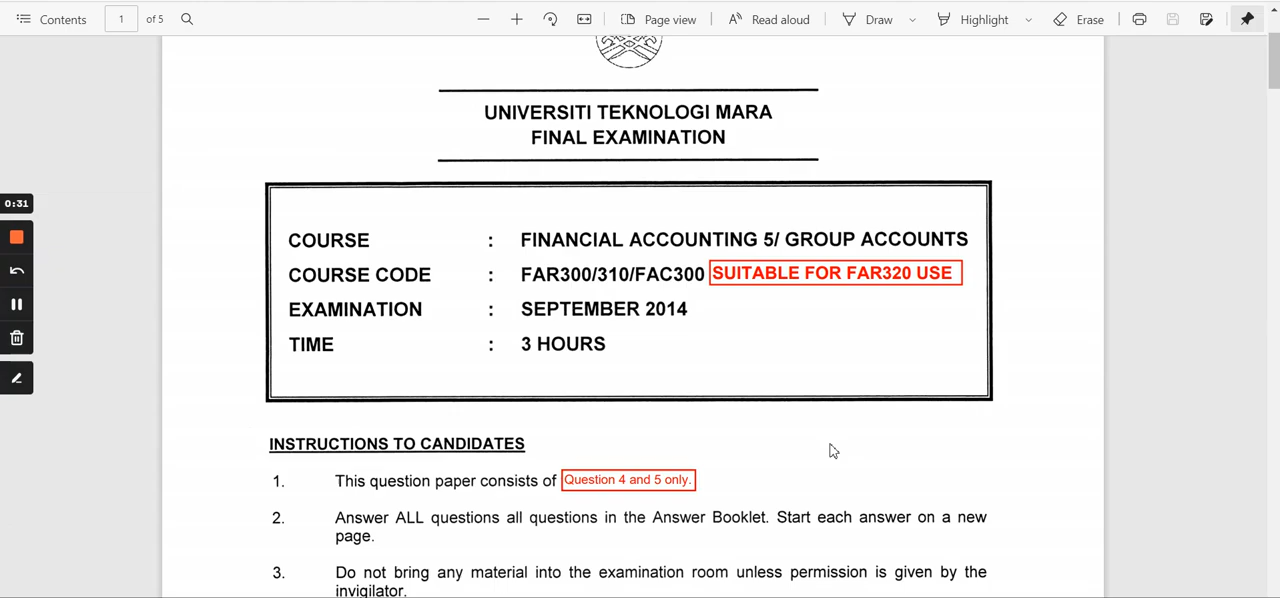 Contents 1 of 5 Page view Read aloud Draw Highlight Erase
UNIVERSITI TEKNOLOGI MARA
FINAL EXAMINATION
0:31
COURSE : FINANCIAL ACCOUNTING 5/ GROUP ACCOUNTS
COURSE CODE : FAR300/310/FAC300 SUITABLE FOR FAR320 USE
EXAMINATION : SEPTEMBER 2014
TIME : 3 HOURS
INSTRUCTIONS TO CANDIDATES
1. This question paper consists of Question 4 and 5 only.
2. Answer ALL questions all questions in the Answer Booklet. Start each answer on a new
page.
3. Do not bring any material into the examination room unless permission is given by the
invigilator.